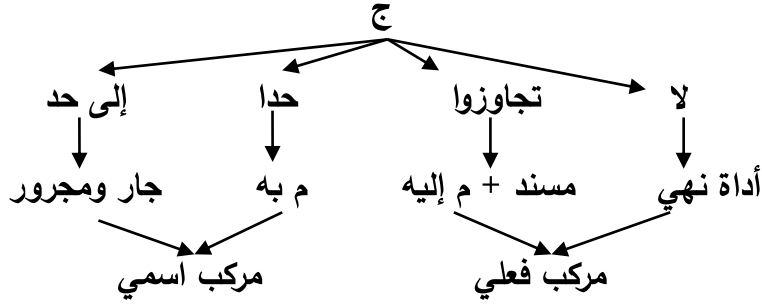 ج
لا تجاوزوا حدا إلى حد
أداة نهي مسند + م إليه م به جار ومجرور
مركب فعلي مركب اسمي